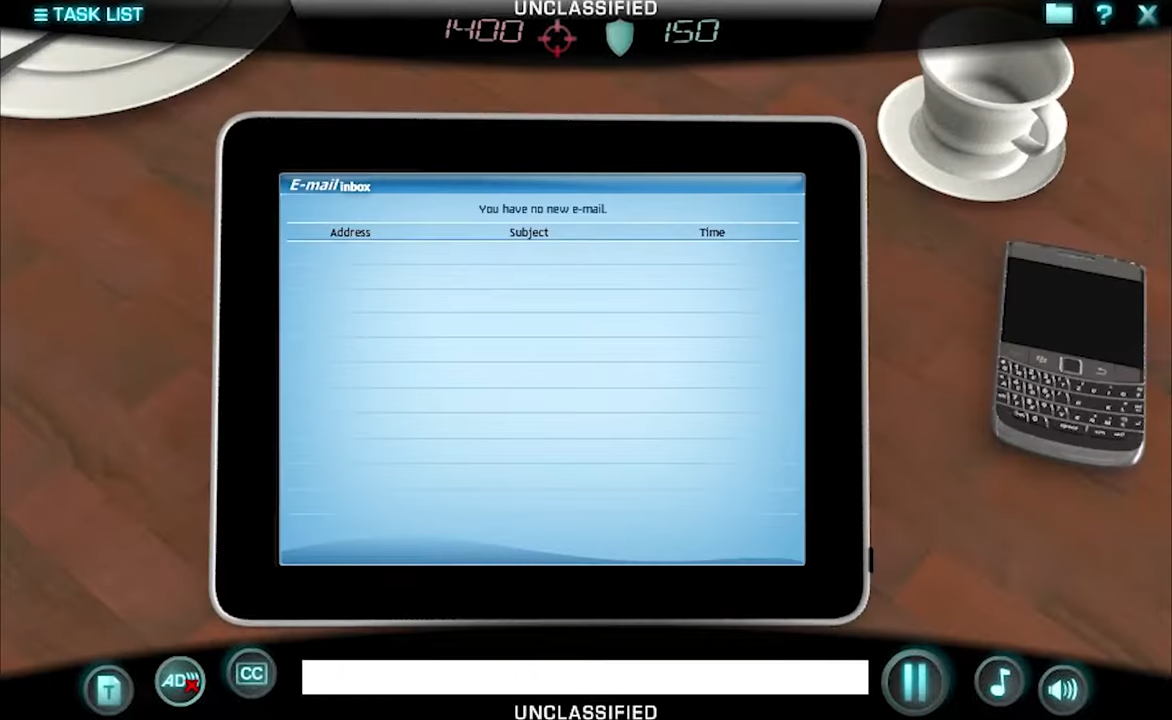 UNCLASSIFIED
TASK LIST
1400 150
?
X
E-mail inbox
You have no new e-mail.
Address Subject Time
T
AD
CC
UNCLASSIFIED